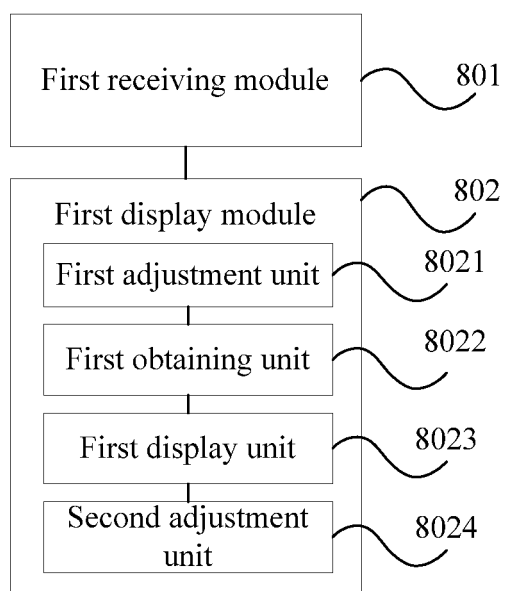 First receiving module
801
First display module
802
First adjustment unit
8021
First obtaining unit
8022
First display unit
8023
Second adjustment
unit
8024